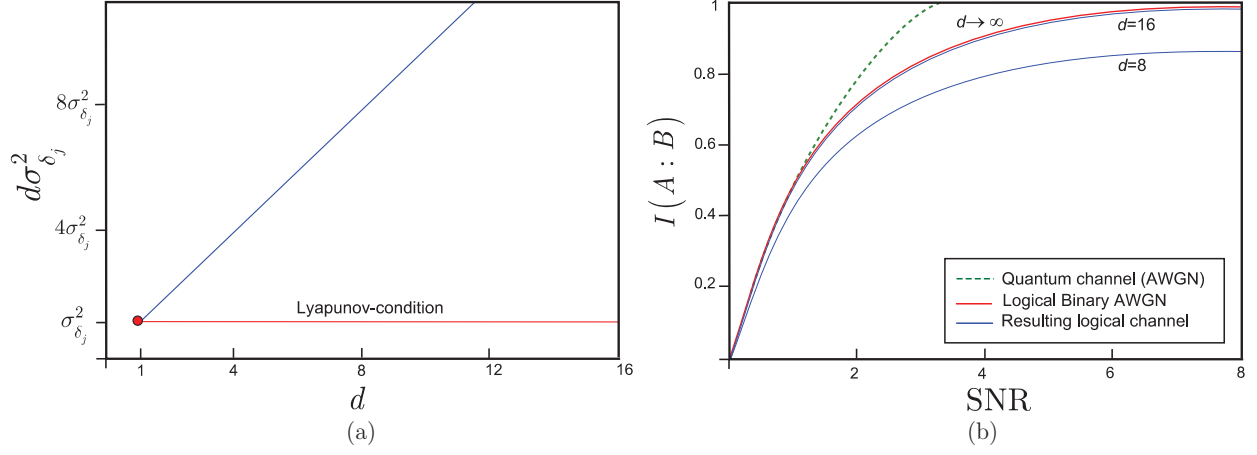 8σ²_{δ_j}
4σ²_{δ_j}
σ²_{δ_j}
dσ²_{δ_j}
Lyapunov-condition
1 4 8 12 16
d
(a)
1
0.8
0.6
0.4
0.2
I(A : B)
d→ ∞
d=16
d=8
Quantum channel (AWGN)
Logical Binary AWGN
Resulting logical channel
2 4 6 8
SNR
(b)